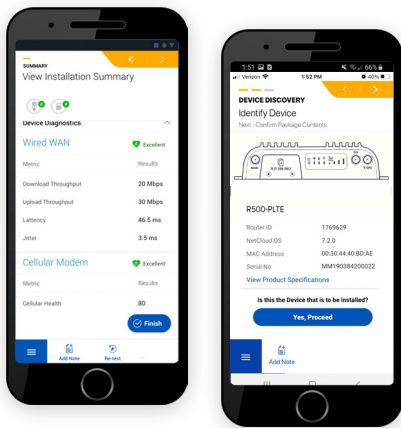 SUMMARY
View Installation Summary
Device Diagnostics
Wired WAN
Excellent
Metric
Results
Download Throughput
20 Mbps
Upload Throughput
30 Mbps
Lattency
46.5 ms
Jitter
3.5 ms
Cellular Modem
Excellent
Metric
Results
Cellular Health
80
Finish
Add Note
Re-test
1:51
66%
Verizon
1:52 PM
40%
DEVICE DISCOVERY
Identify Device
Next : Confirm Package Contents
R500-PLTE
Router ID
1769629
NetCloud OS
7.2.0
MAC Address
00:30:44:40:BD:AE
Serial No
MM190384200022
View Product Specifications
Is this the Device that is to be installed?
Yes, Proceed
Add Note